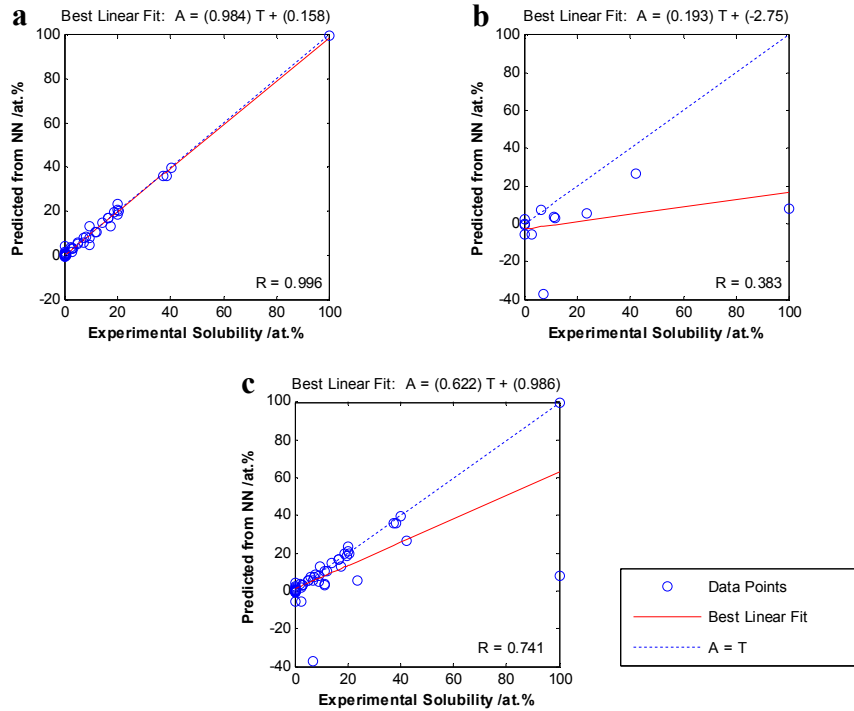 a
Best Linear Fit: A = (0.984) T + (0.158)
Predicted from NN /at.%
100
80
60
40
20
0
-20
0 20 40 60 80 100
R = 0.996
Experimental Solubility /at.%
b
Best Linear Fit: A = (0.193) T + (-2.75)
Predicted from NN /at.%
100
80
60
40
20
0
-20
-40
0 20 40 60 80 100
R = 0.383
Experimental Solubility /at.%
c
Best Linear Fit: A = (0.622) T + (0.986)
Predicted from NN /at.%
100
80
60
40
20
0
-20
-40
0 20 40 60 80 100
R = 0.741
Experimental Solubility /at.%
Data Points
Best Linear Fit
A = T